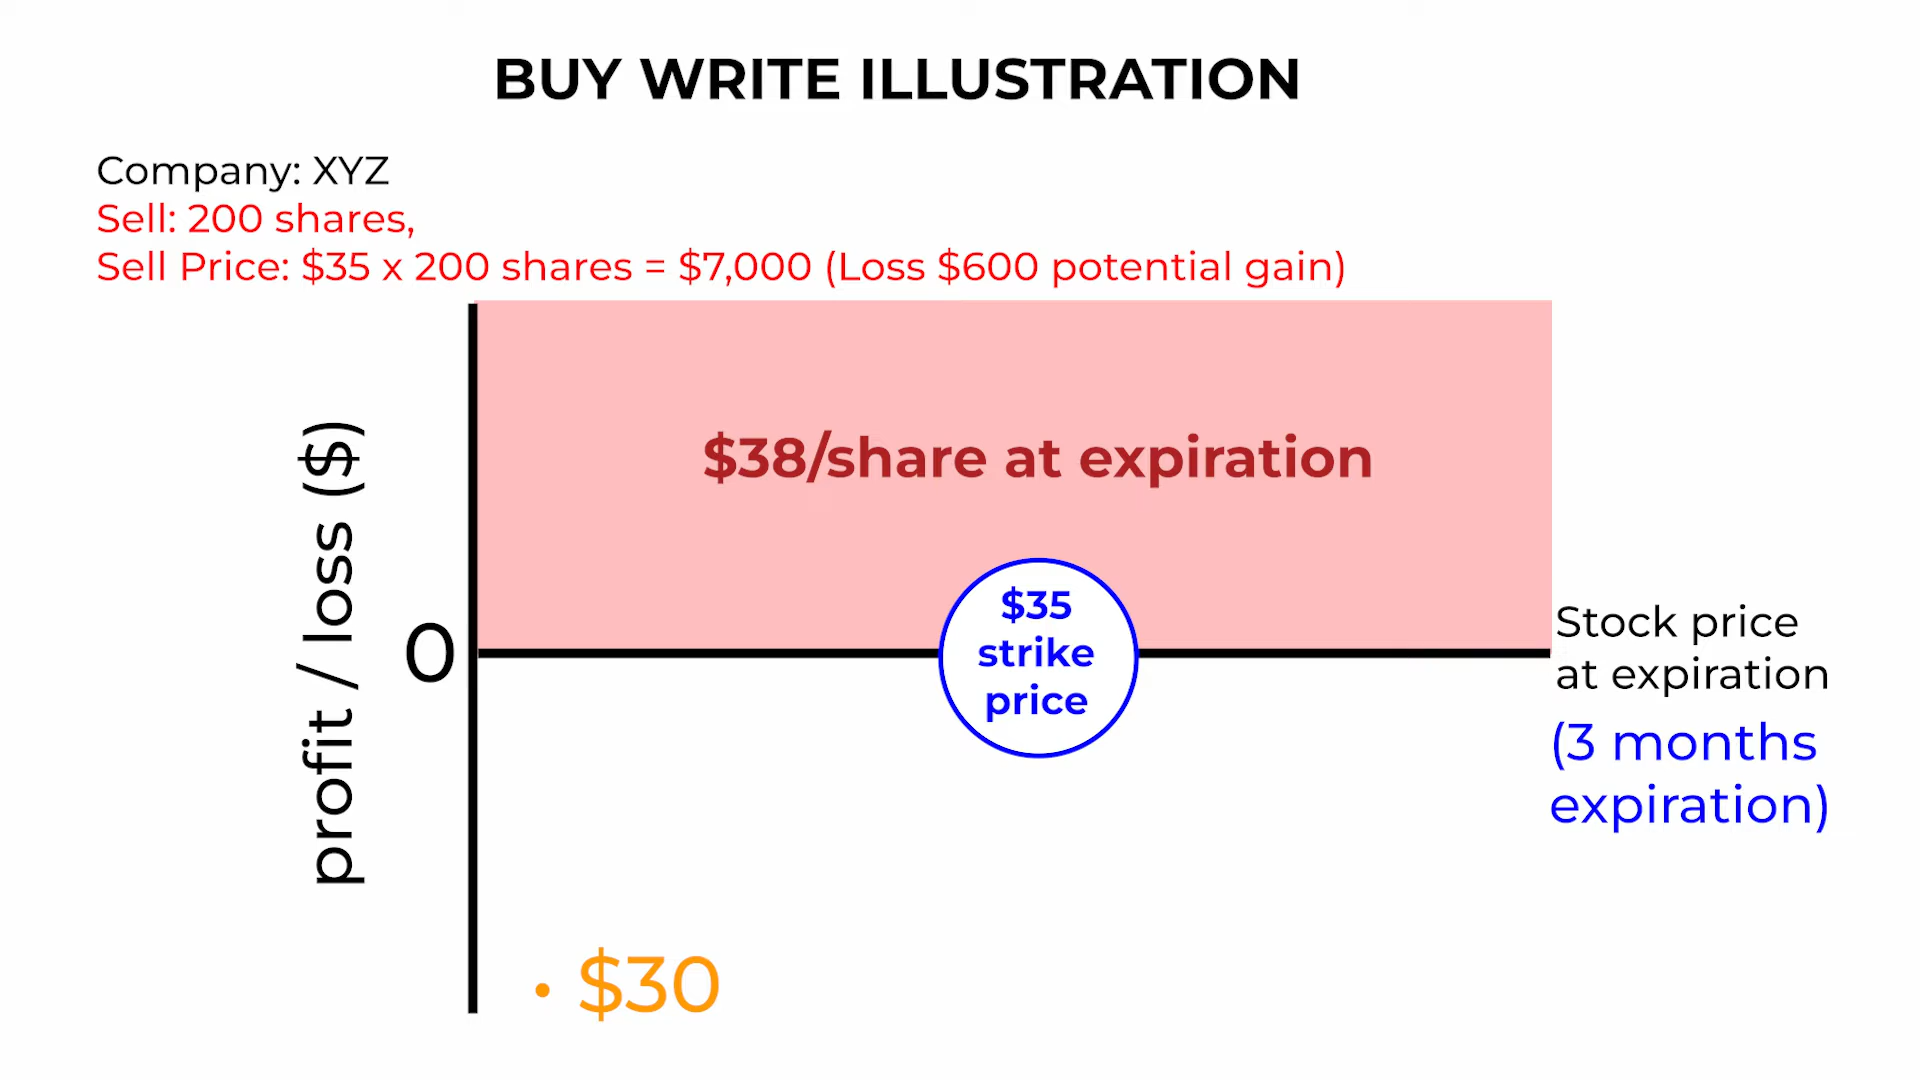 BUY WRITE ILLUSTRATION
Company: XYZ
Sell: 200 shares,
Sell Price: $35 x 200 shares = $7,000 (Loss $600 potential gain)
$38/share at expiration
profit / loss ($)
0
$35
strike
price
Stock price
at expiration
(3 months
expiration)
• $30